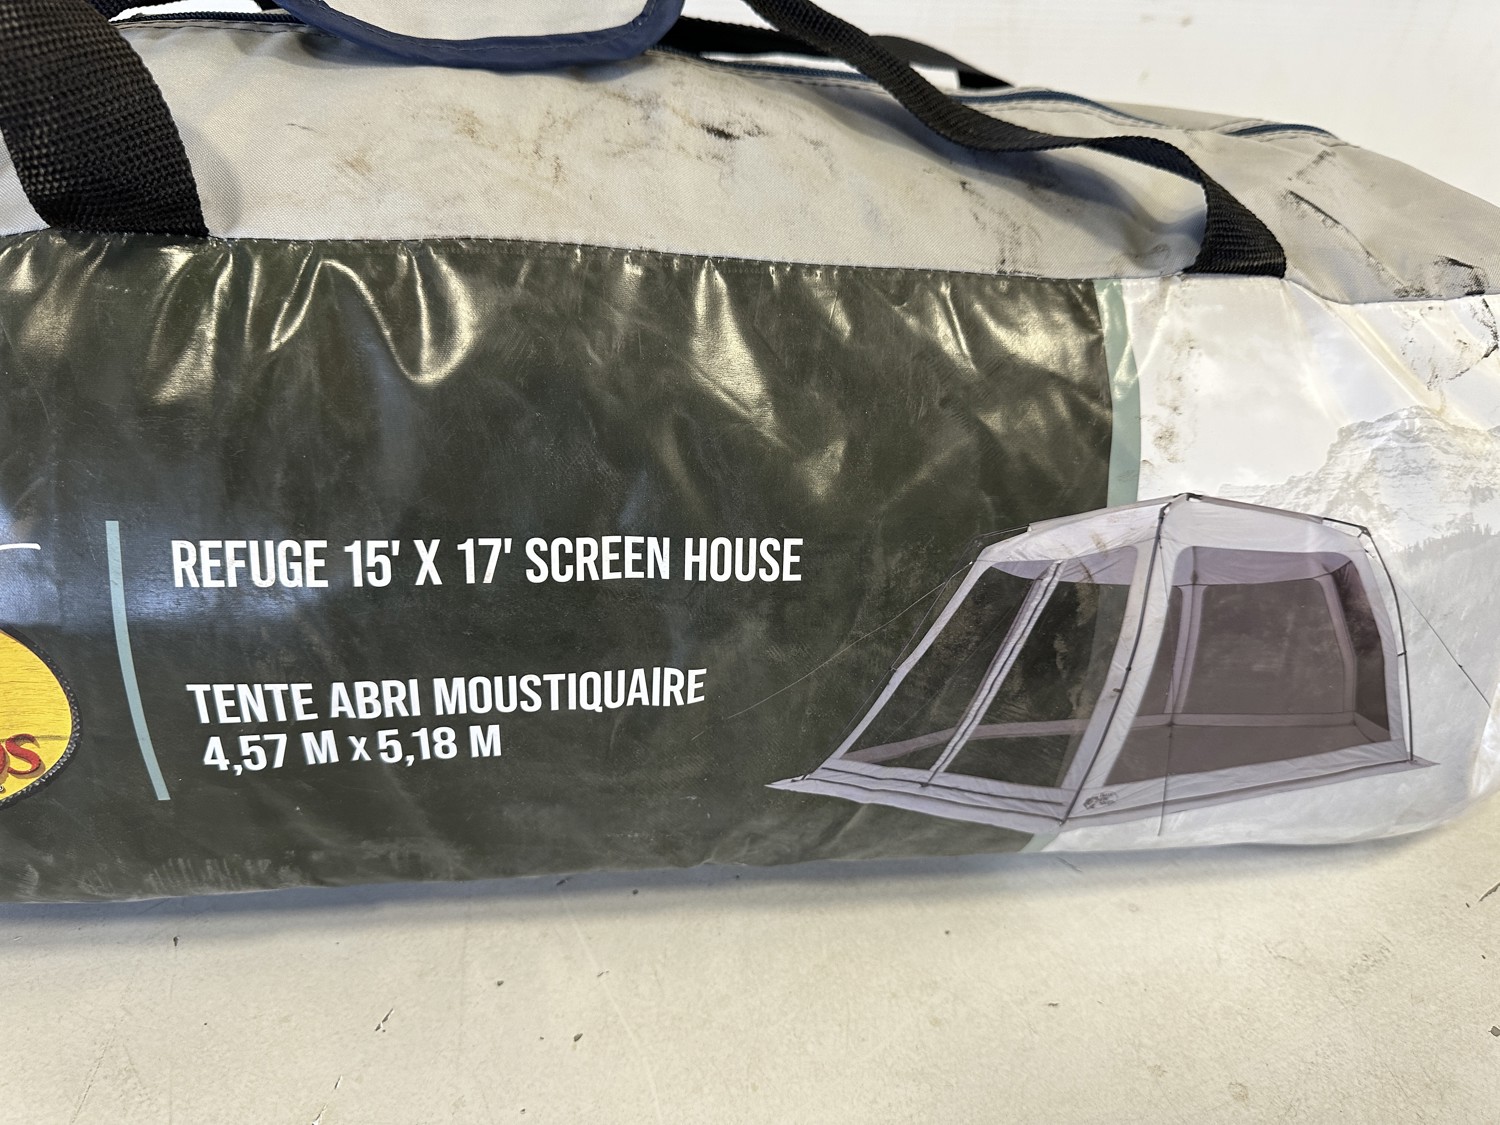 REFUGE 15' X 17' SCREEN HOUSE
TENTE ABRI MOUSTIQUAIRE
4,57 M x 5,18 M